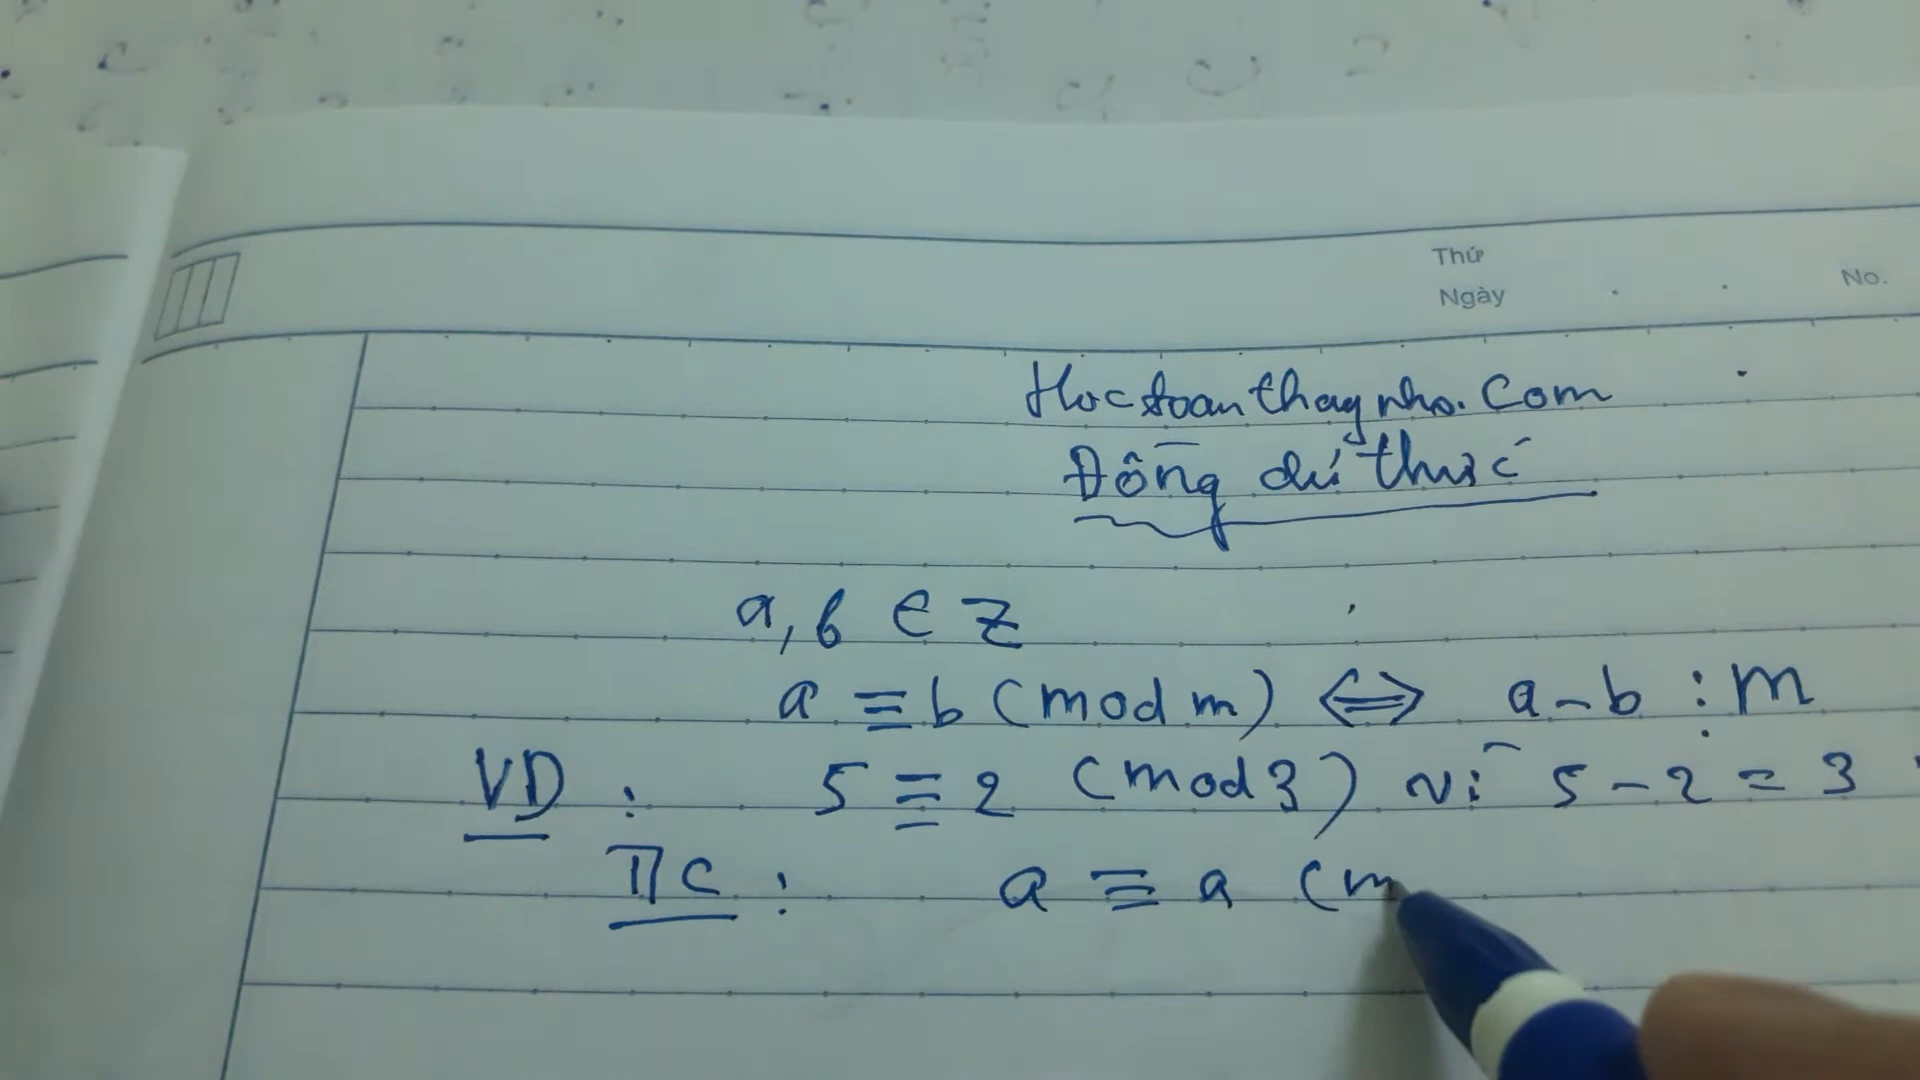 Thứ
Ngày
No.
Hoctoanthaynho.Com
Đồng dư thức
a, b ∈ Z
a ≡ b (mod m) ⇔ a - b ⋮ m
VD : 5 ≡ 2 (mod 3) vì 5 - 2 = 3
TC : a ≡ a (m